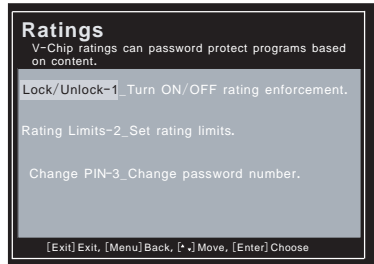 Ratings
V-Chip ratings can password protect programs based
on content.
Lock/Unlock-1_Turn ON/OFF rating enforcement.
Rating Limits-2_Set rating limits.
Change PIN-3_Change password number.
[Exit] Exit, [Menu] Back, [▲▼] Move, [Enter] Choose